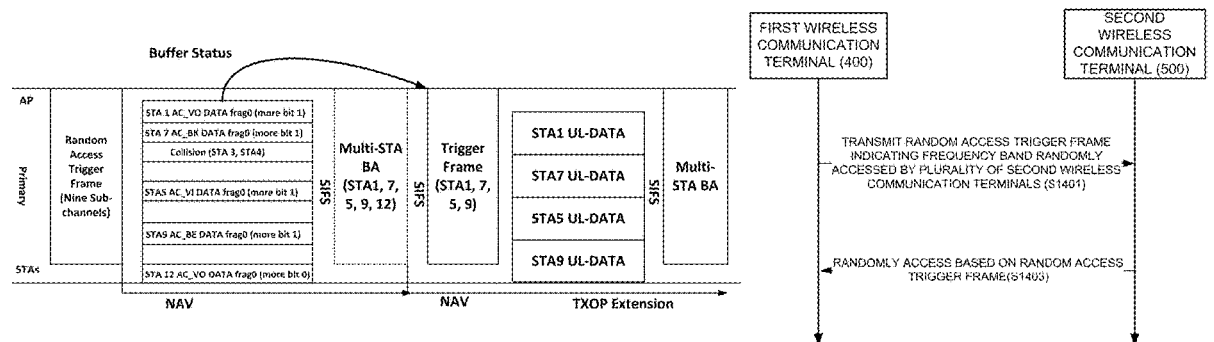 Buffer Status
AP
Primary
STAs
Random
Access
Trigger
Frame
(Nine Sub-
channels)
STA 1 AC_VO DATA frag0 (more bit 1)
STA 7 AC_BK DATA frag0 (more bit 1)
Collision (STA 3, STA4)
STA5 AC_VI DATA frag0 (more bit 1)
STA9 AC_BE DATA frag0 (more bit 1)
STA 12 AC_VO DATA frag0 (more bit 0)
SIFS
Multi-STA
BA
(STA1, 7,
5, 9, 12)
SIFS
Trigger
Frame
(STA1, 7,
5, 9)
STA1 UL-DATA
STA7 UL-DATA
STA5 UL-DATA
STA9 UL-DATA
SIFS
Multi-
STA BA
NAV
NAV
TXOP Extension
FIRST WIRELESS
COMMUNICATION
TERMINAL (400)
SECOND
WIRELESS
COMMUNICATION
TERMINAL (500)
TRANSMIT RANDOM ACCESS TRIGGER FRAME
INDICATING FREQUENCY BAND RANDOMLY
ACCESSED BY PLURALITY OF SECOND WIRELESS
COMMUNICATION TERMINALS (S1401)
RANDOMLY ACCESS BASED ON RANDOM ACCESS
TRIGGER FRAME(S1403)